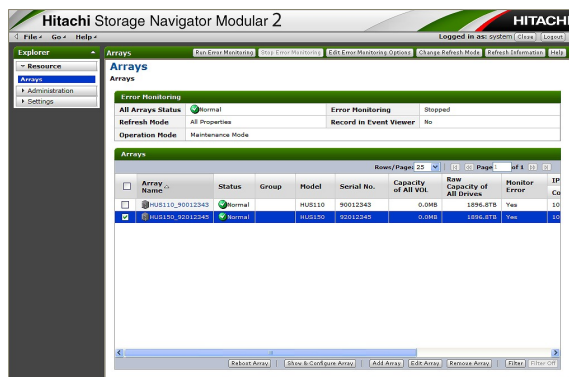 Hitachi Storage Navigator Modular 2
HITACHI
File Go Help
Logged in as: system Close Logout
Explorer
Resource
Arrays
Administration
Settings
Arrays
Run Error Monitoring Stop Error Monitoring Edit Error Monitoring Options Change Refresh Mode Refresh Information Help
Arrays
Arrays
Error Monitoring
All Arrays Status Normal Error Monitoring Stopped
Refresh Mode All Properties Record in Event Viewer No
Operation Mode Maintenance Mode
Arrays
Rows/Page: 25 Page 1 of 1
Array Name Status Group Model Serial No. Capacity of All VOL Raw Capacity of All Drives Monitor Error IP Co
HUS110_90012343 Normal HUS110 90012343 0.0MB 1896.8TB Yes 10
HUS150_92012345 Normal HUS150 92012345 0.0MB 1896.8TB Yes 10
Reboot Array Show & Configure Array Add Array Edit Array Remove Array Filter Filter Off